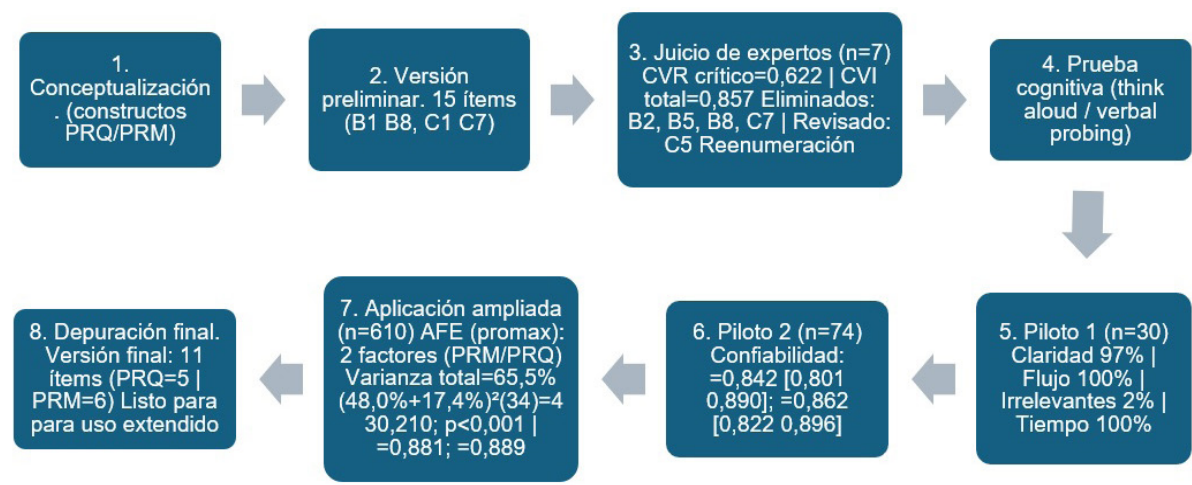 1.
Conceptualización
. (constructos
PRQ/PRM)
2. Versión
preliminar. 15 ítems
(B1 B8, C1 C7)
3. Juicio de expertos (n=7)
CVR crítico=0,622 | CVI
total=0,857 Eliminados:
B2, B5, B8, C7 | Revisado:
C5 Reenumeración
4. Prueba
cognitiva (think
aloud / verbal
probing)
5. Piloto 1 (n=30)
Claridad 97% |
Flujo 100% |
Irrelevantes 2% |
Tiempo 100%
6. Piloto 2 (n=74)
Confiabilidad:
=0,842 [0,801
0,890]; =0,862
[0,822 0,896]
7. Aplicación ampliada
(n=610) AFE (promax):
2 factores (PRM/PRQ)
Varianza total=65,5%
(48,0%+17,4%)²(34)=4
30,210; p<0,001 |
=0,881; =0,889
8. Depuración final.
Versión final: 11
ítems (PRQ=5 |
PRM=6) Listo para
para uso extendido